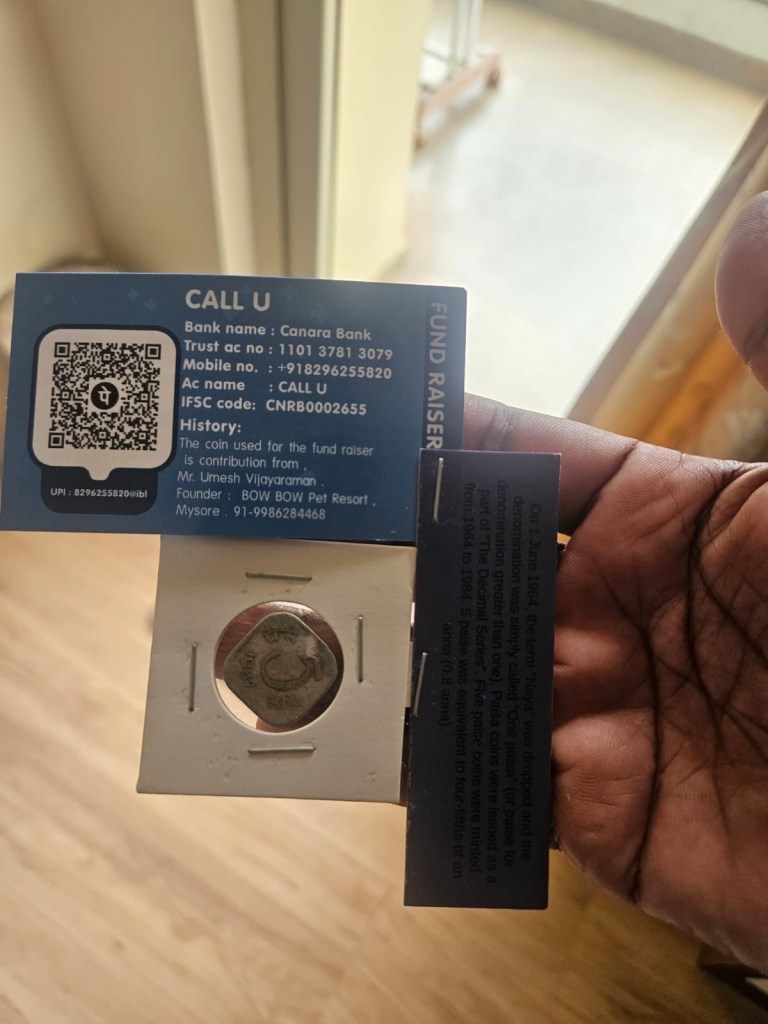 CALL U
Bank name : Canara Bank
Trust ac no : 1101 3781 3079
Mobile no. : +918296255820
Ac name : CALL U
IFSC code: CNRB0002655
History:
The coin used for the fund raiser
is contribution from ,
Mr. Umesh Vijayaraman .
Founder : BOW BOW Pet Resort ,
Mysore . 91-9986284468
पे
UPI : 8296255820@ibl
FUND RAISER
On 1 June 1964, the term "Naya" was dropped and the
denomination was simply called "One paisa" (or paise for
denomination greater than one). Paisa coins were issped as a
part of "The Decimal Series". Five paise coins were minted
from 1964 to 1984. 5 paise was equivalent to four-fifths of an
anna (0.8 anna).
5